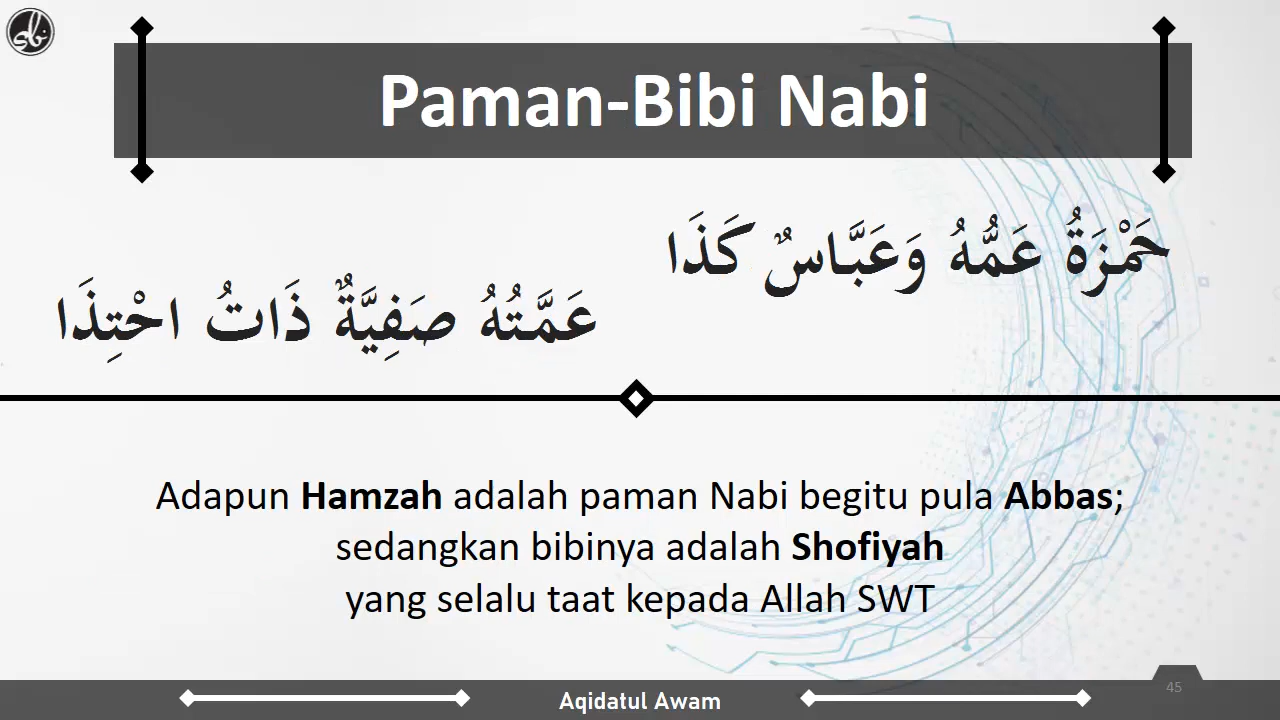 sbi
Paman-Bibi Nabi
حَمْزَةُ عَمُّهُ وَعَبَّاسٌ كَذَا
عَمَّتُهُ صَفِيَّةٌ ذَاتُ احْتِذَا
Adapun Hamzah adalah paman Nabi begitu pula Abbas;
sedangkan bibinya adalah Shofiyah
yang selalu taat kepada Allah SWT
Aqidatul Awam
45